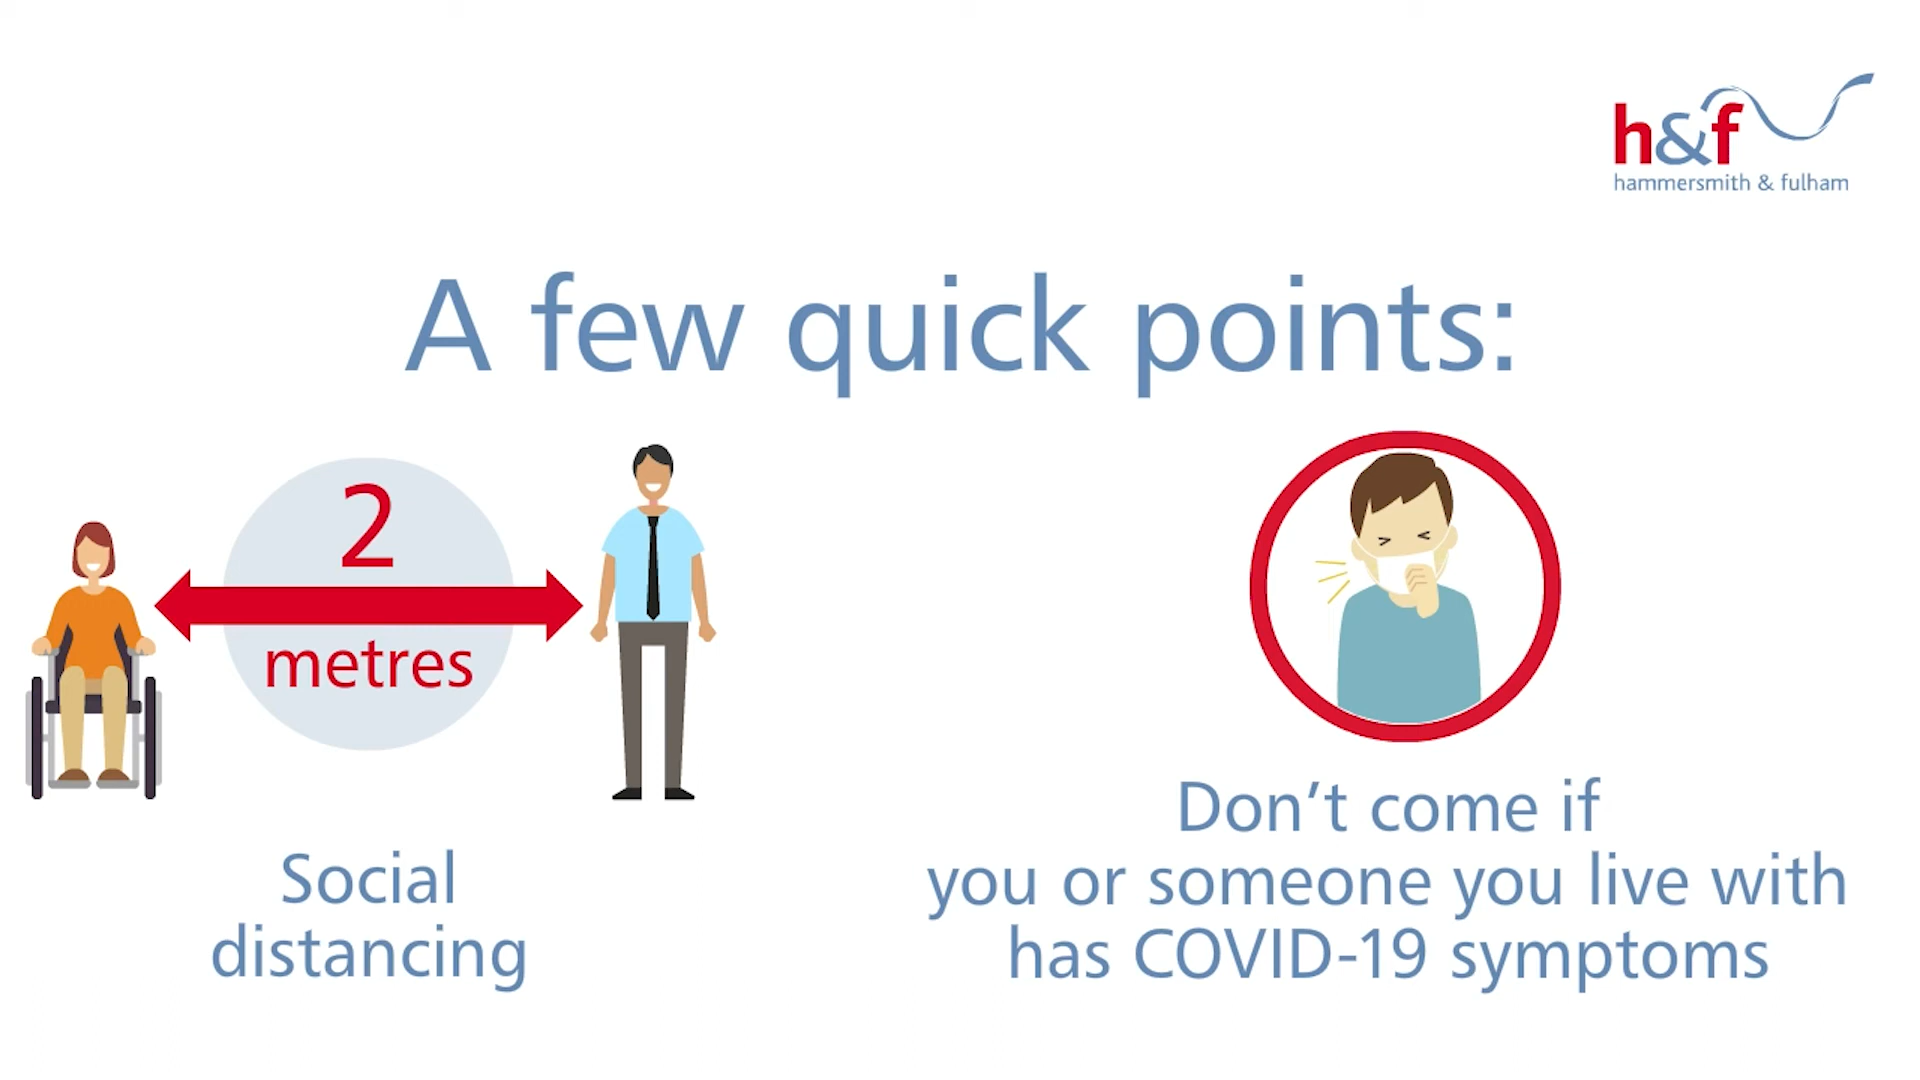 h&f
hammersmith & fulham
A few quick points:
2
metres
Social
distancing
Don’t come if
you or someone you live with
has COVID-19 symptoms